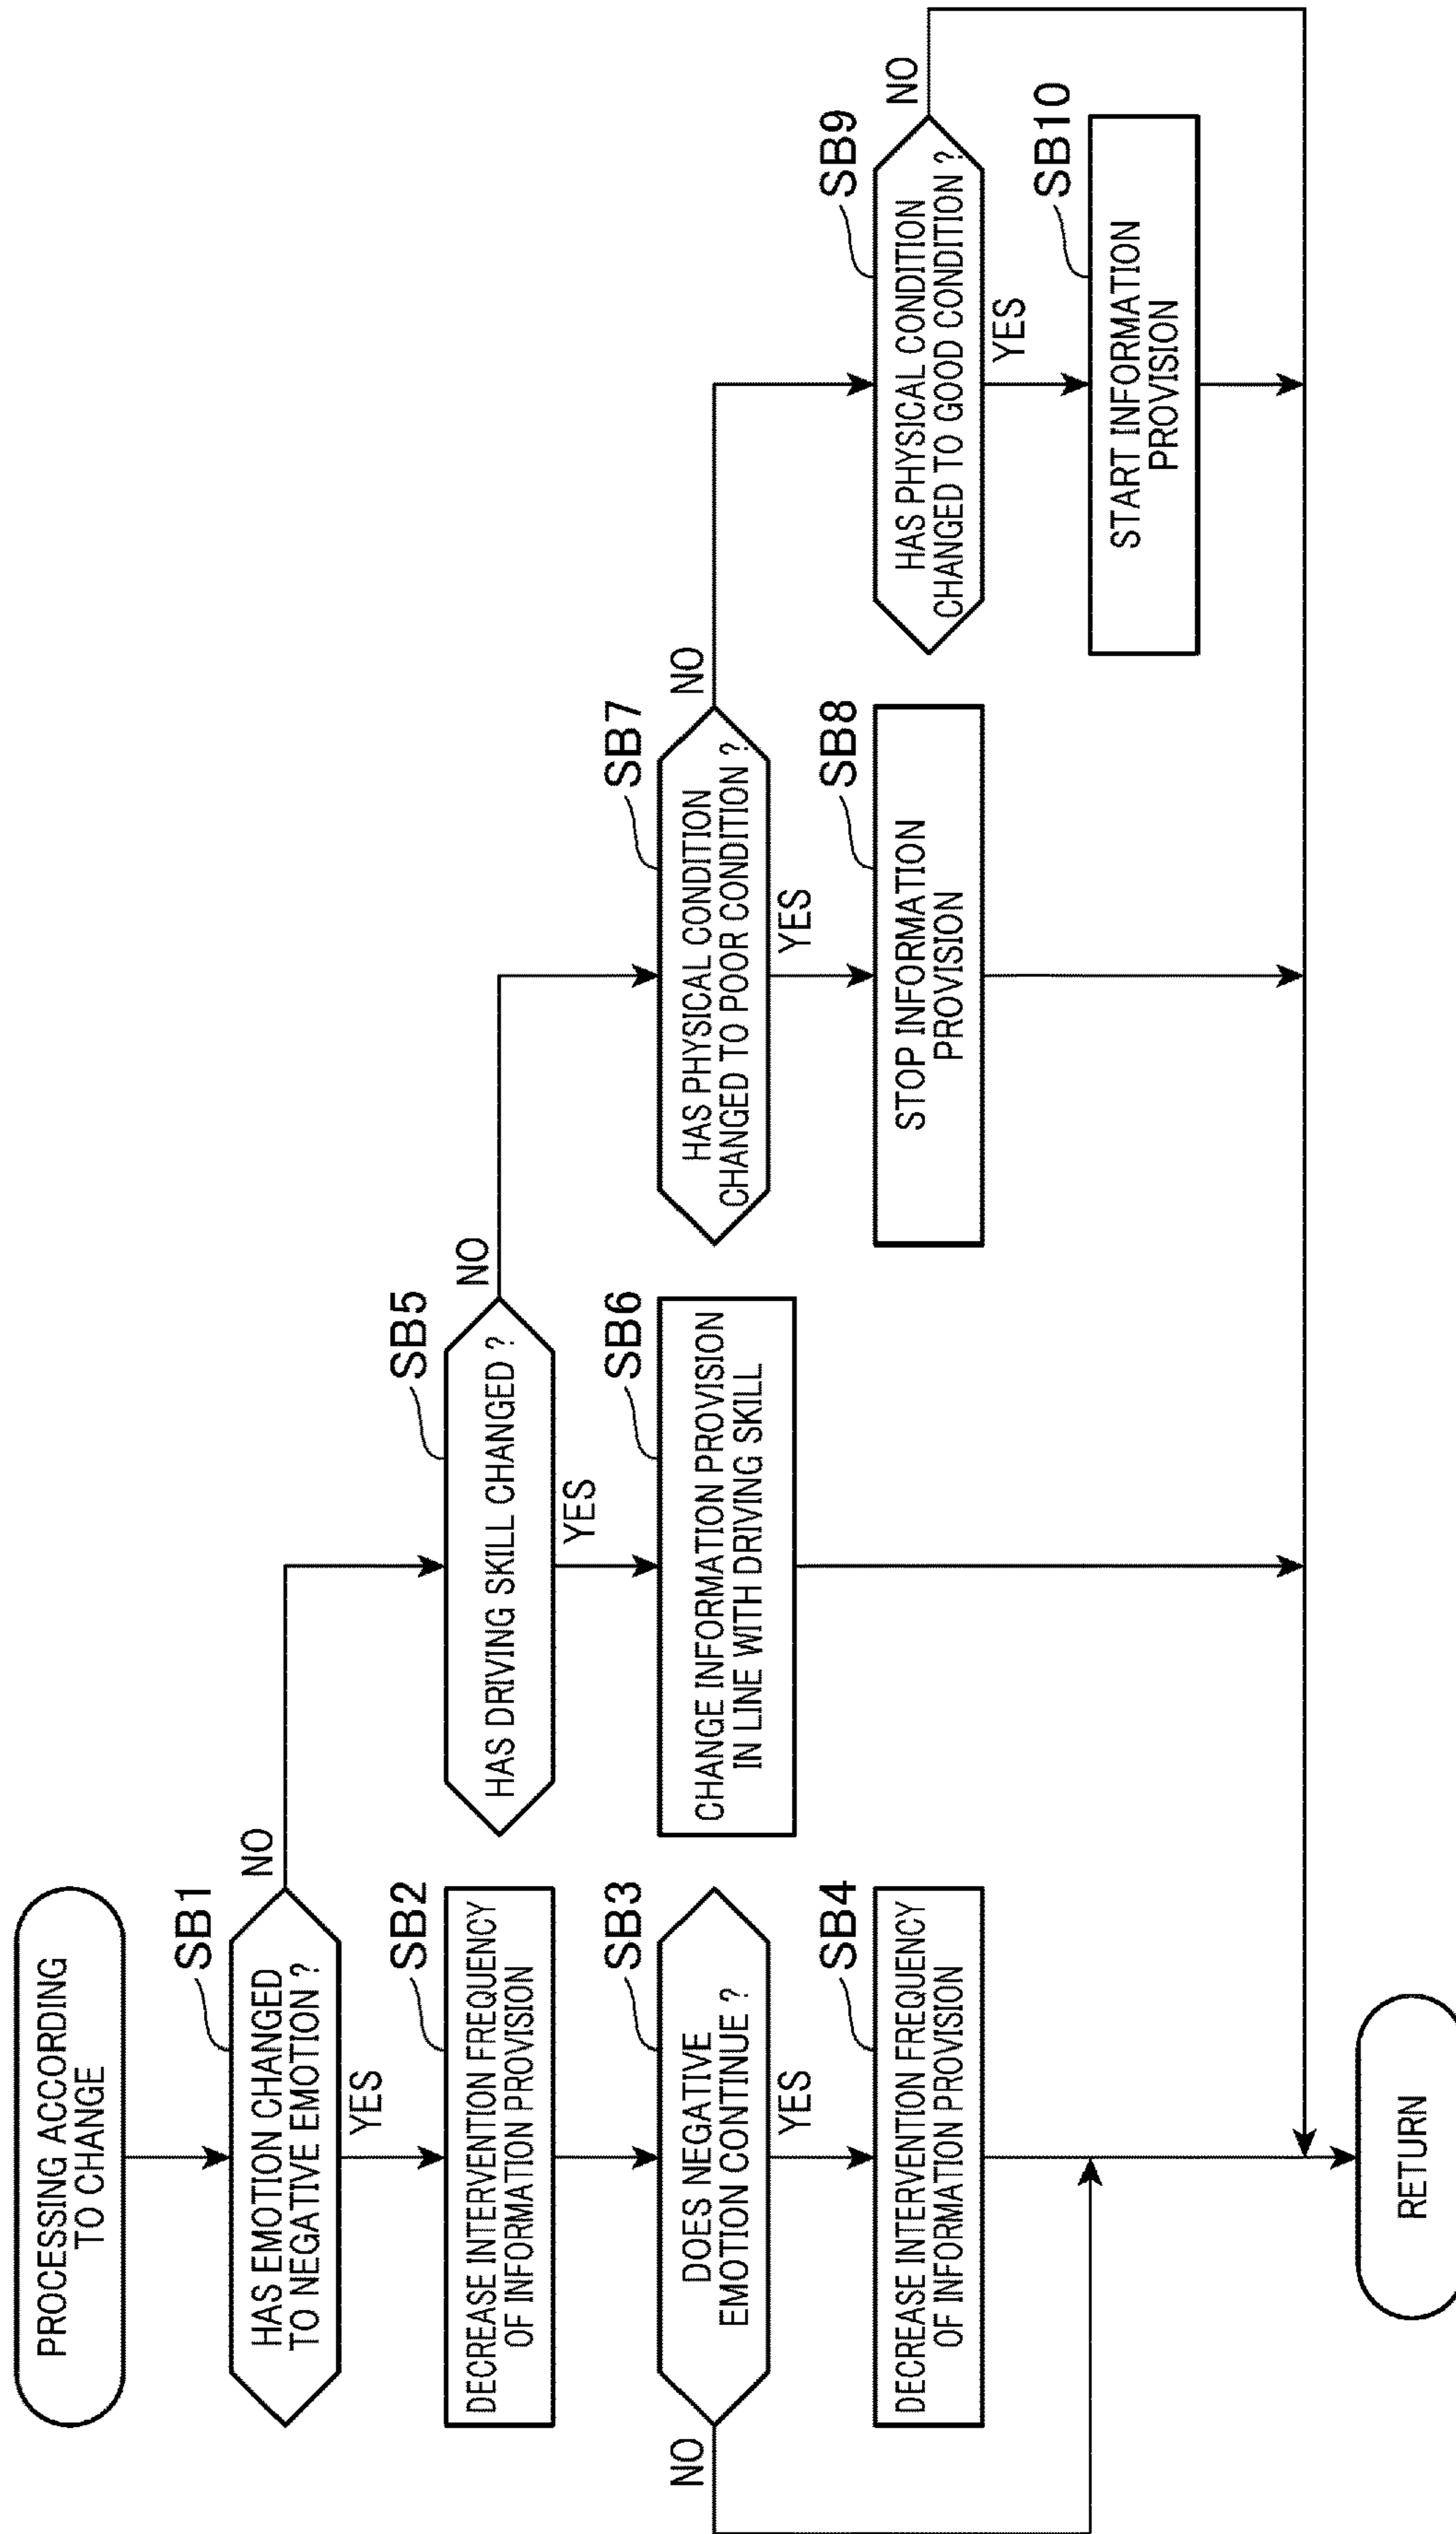 PROCESSING ACCORDING
TO CHANGE
SB1
HAS EMOTION CHANGED
TO NEGATIVE EMOTION ?
NO
YES
SB2
DECREASE INTERVENTION FREQUENCY
OF INFORMATION PROVISION
SB3
DOES NEGATIVE
EMOTION CONTINUE ?
NO
YES
SB4
DECREASE INTERVENTION FREQUENCY
OF INFORMATION PROVISION
SB5
HAS DRIVING SKILL CHANGED ?
NO
YES
SB6
CHANGE INFORMATION PROVISION
IN LINE WITH DRIVING SKILL
SB7
HAS PHYSICAL CONDITION
CHANGED TO POOR CONDITION ?
NO
YES
SB8
STOP INFORMATION
PROVISION
SB9
HAS PHYSICAL CONDITION
CHANGED TO GOOD CONDITION ?
NO
YES
SB10
START INFORMATION
PROVISION
RETURN